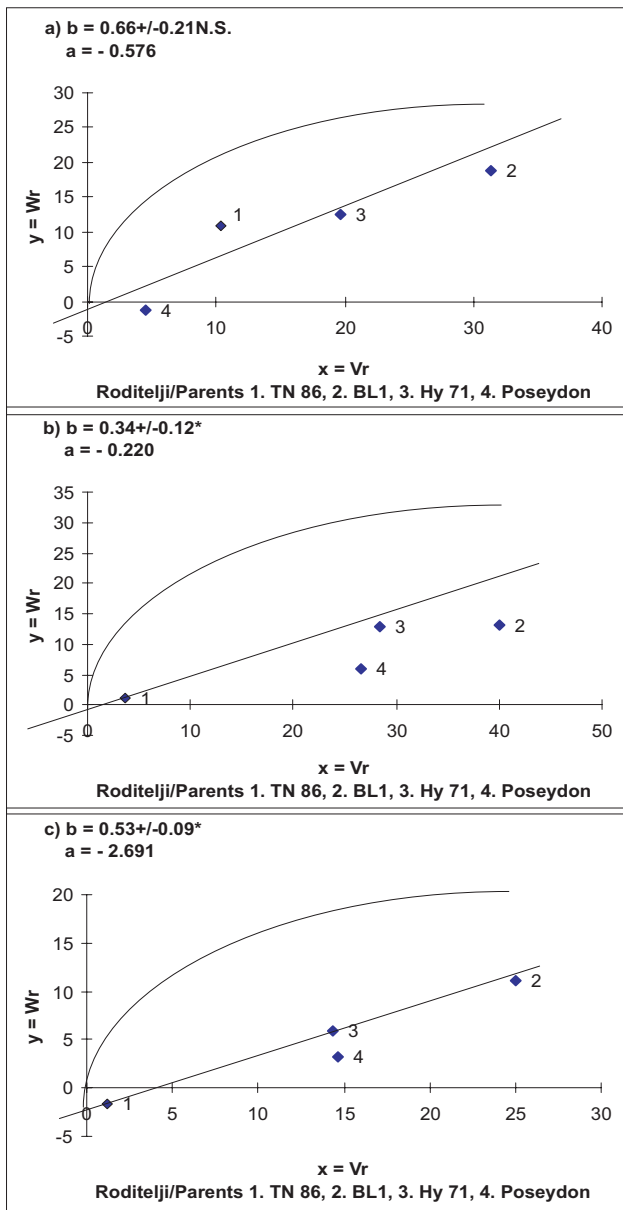 a) b = 0.66+/-0.21N.S.
a = - 0.576
30
25
20
15
10
5
0
-5
y = Wr
1
2
3
4
0 10 20 30 40
x = Vr
Roditelji/Parents 1. TN 86, 2. BL1, 3. Hy 71, 4. Poseydon
b) b = 0.34+/-0.12*
a = - 0.220
35
30
25
20
15
10
5
0
-5
y = Wr
3
2
4
1
0 10 20 30 40 50
x = Vr
Roditelji/Parents 1. TN 86, 2. BL1, 3. Hy 71, 4. Poseydon
c) b = 0.53+/-0.09*
a = - 2.691
20
15
10
5
0
-5
y = Wr
2
3
4
1
0 5 10 15 20 25 30
x = Vr
Roditelji/Parents 1. TN 86, 2. BL1, 3. Hy 71, 4. Poseydon